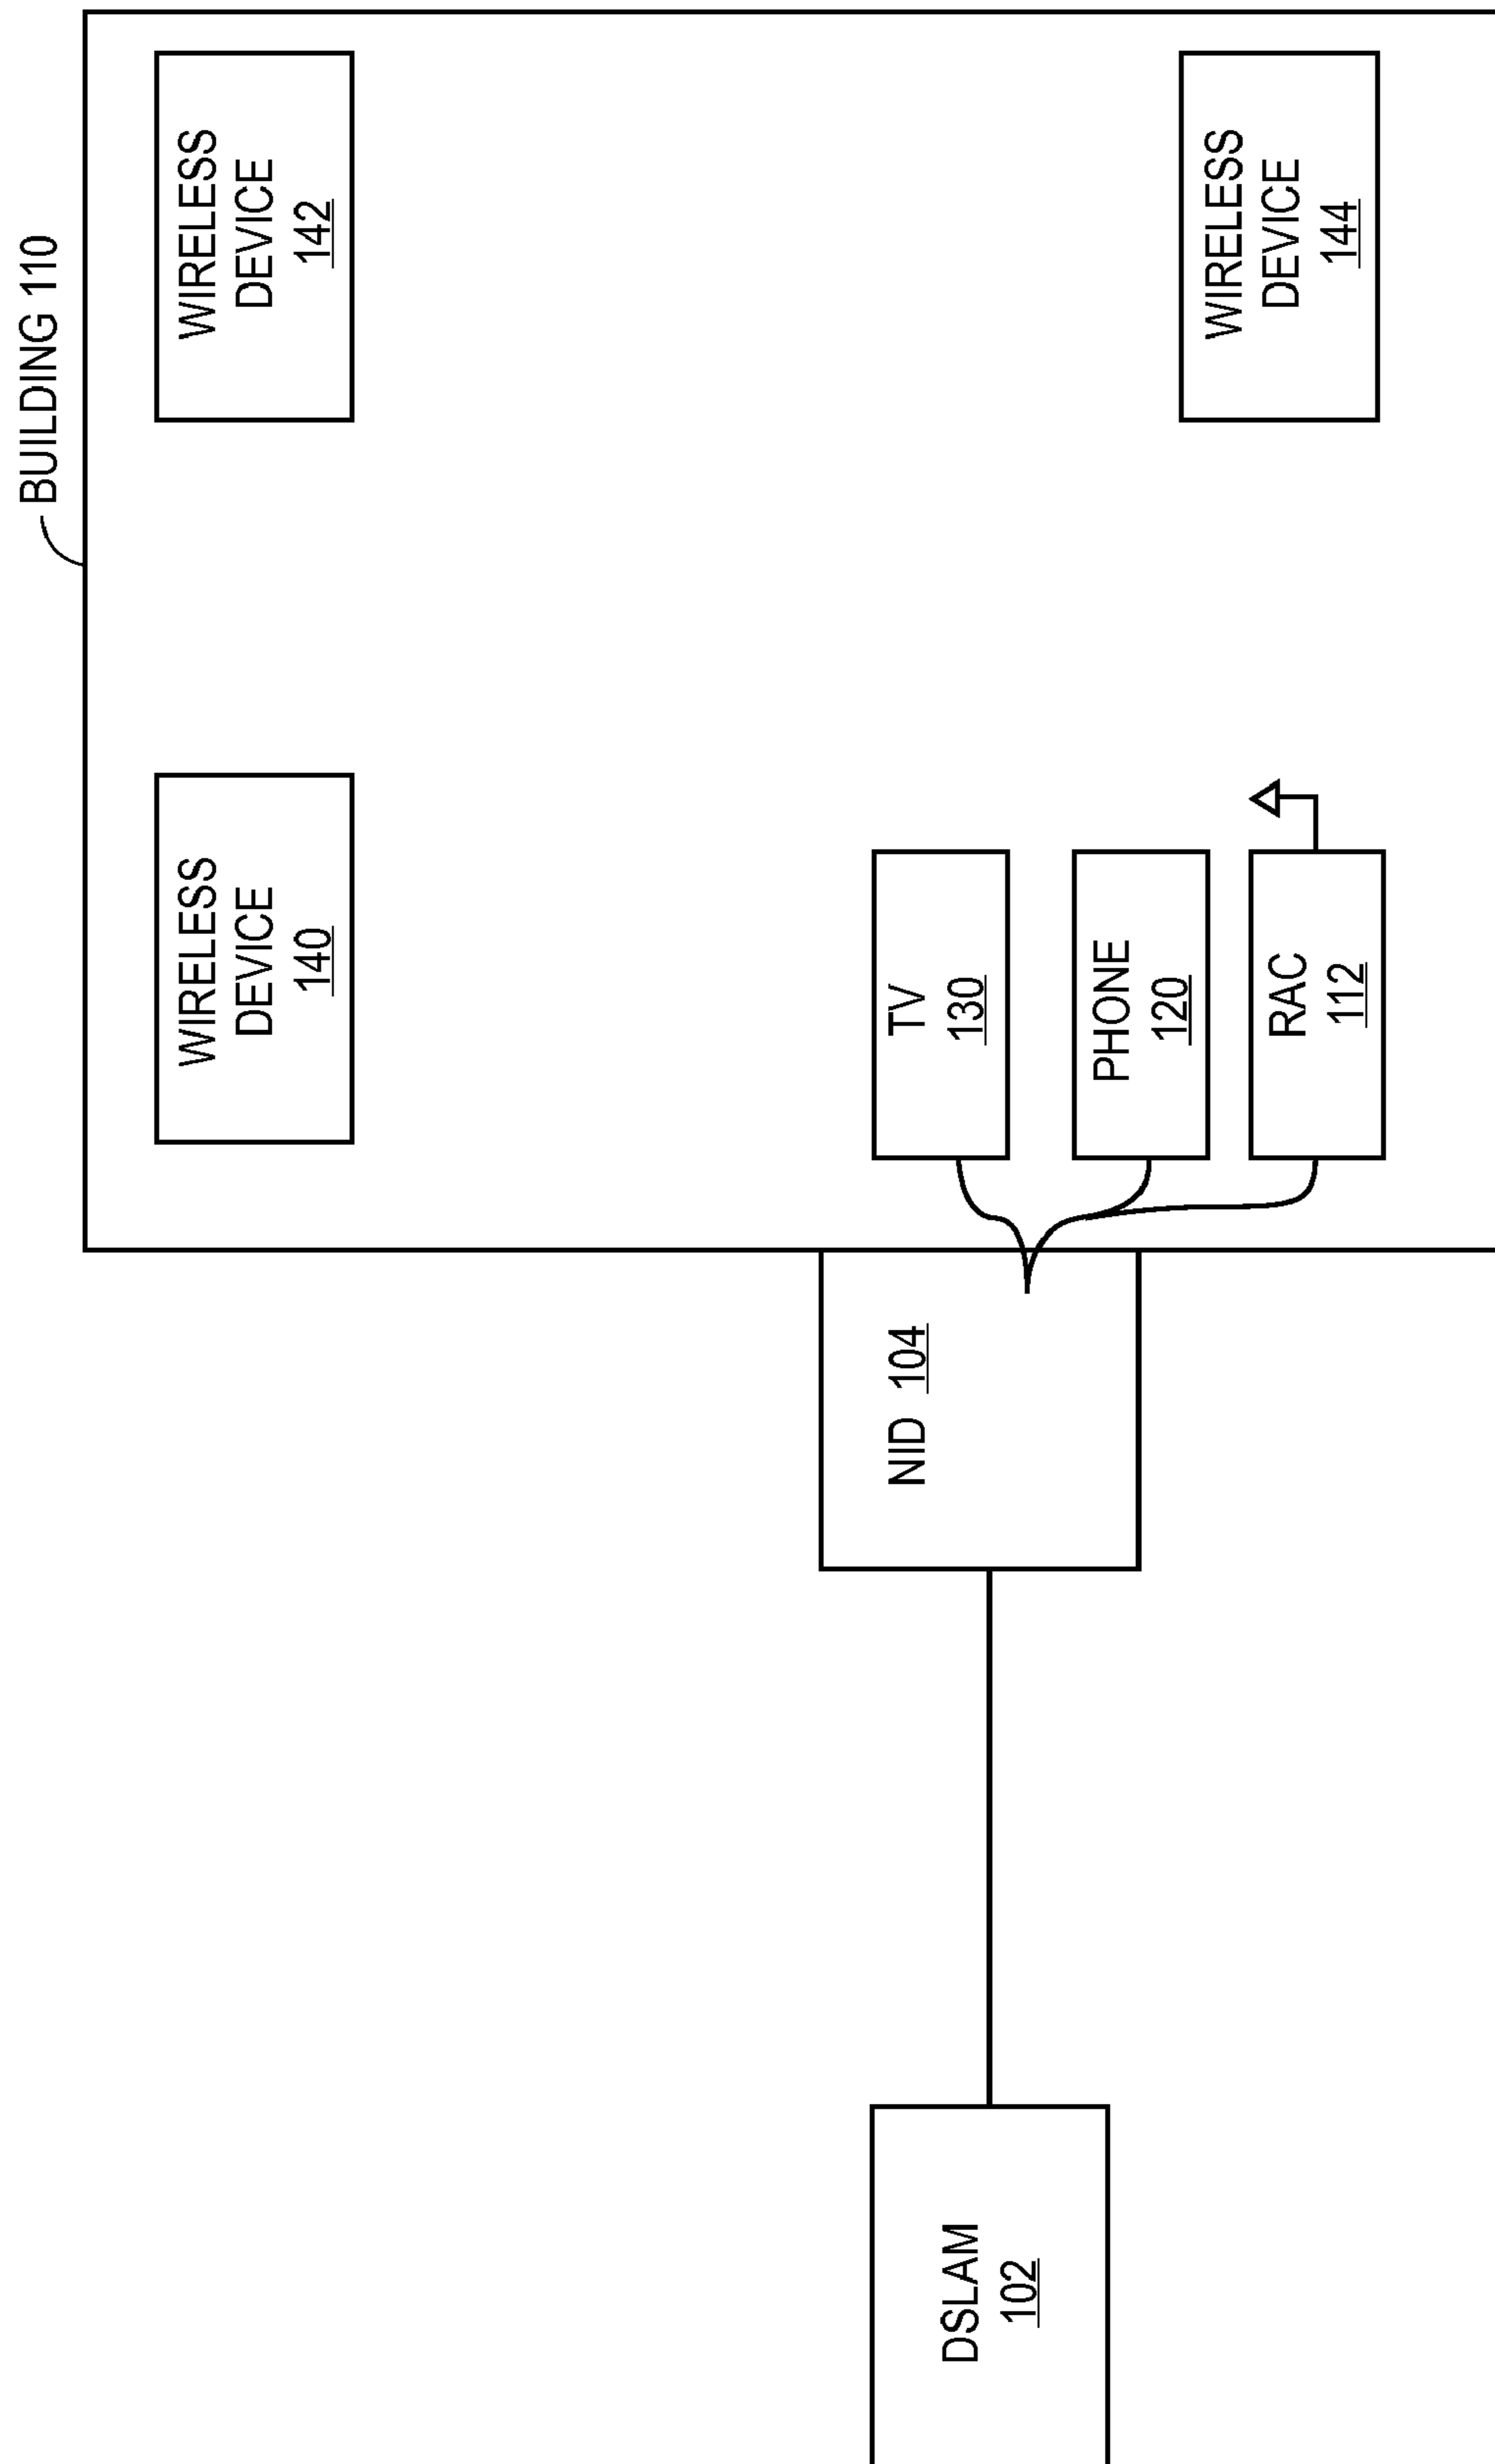 BUILDING 110
WIRELESS
DEVICE
140
WIRELESS
DEVICE
142
TV
130
NID 104
DSLAM
102
PHONE
120
RAC
112
WIRELESS
DEVICE
144